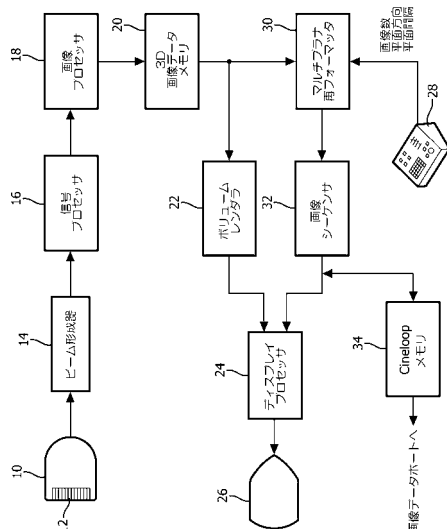 10
.2
14
ビーム形成器
16
信号
プロセッサ
18
画像
プロセッサ
20
3D
画像データ
メモリ
22
ボリューム
レンダラ
24
ディスプレイ
プロセッサ
26
30
マルチプラナ
再フォーマッタ
32
画像
シーケンサ
34
Cineloop
メモリ
画像データポートへ
画像数
平面方向
平面間隔
28